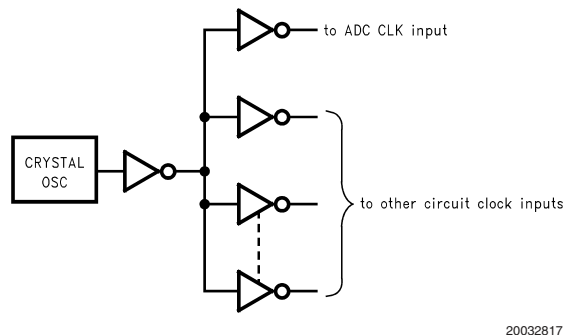 to ADC CLK input
CRYSTAL
OSC
to other circuit clock inputs
20032817